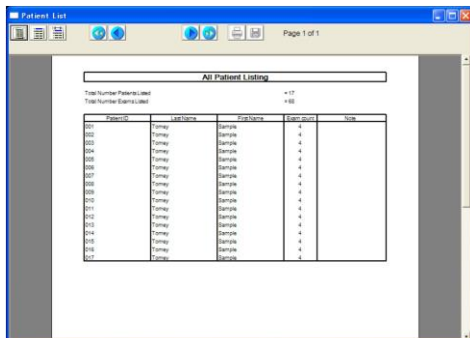 Patient List
Page 1 of 1
All Patient Listing
Total Number Patients Listed = 17
Total Number Exams Listed = 68
Patient ID Last Name First Name Exam count Note
001 Tomey Sample 4
002 Tomey Sample 4
003 Tomey Sample 4
004 Tomey Sample 4
005 Tomey Sample 4
006 Tomey Sample 4
007 Tomey Sample 4
008 Tomey Sample 4
009 Tomey Sample 4
010 Tomey Sample 4
011 Tomey Sample 4
012 Tomey Sample 4
013 Tomey Sample 4
014 Tomey Sample 4
015 Tomey Sample 4
016 Tomey Sample 4
017 Tomey Sample 4